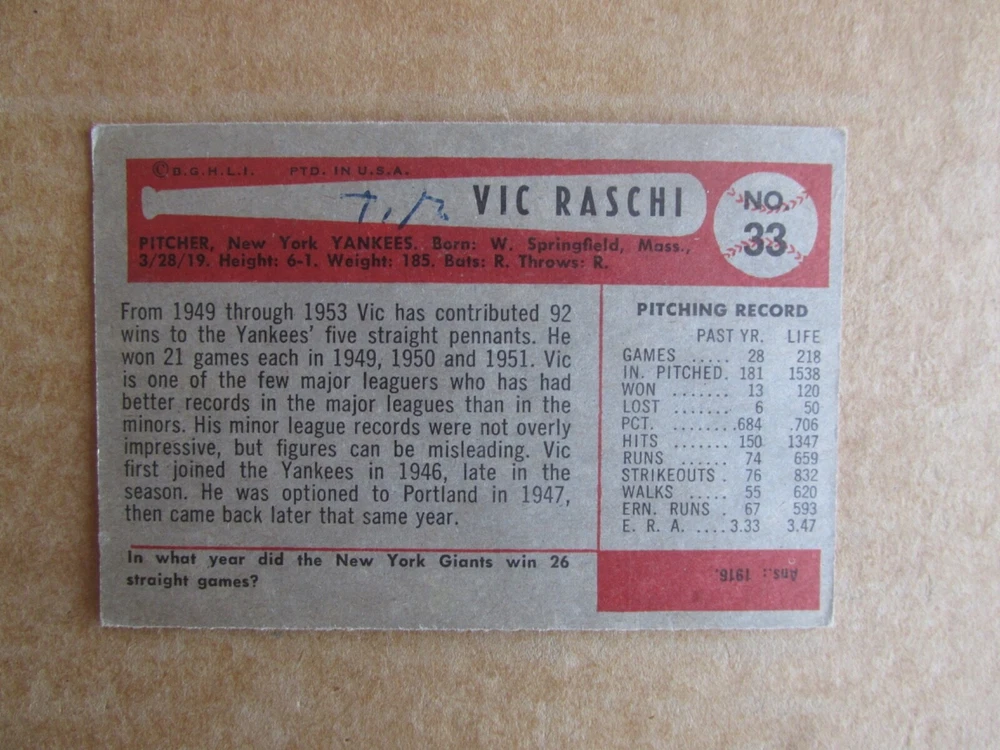 © B.G.H.L.I. PTD. IN U.S.A.
VIC RASCHI
NO. 33
PITCHER, New York YANKEES. Born: W. Springfield, Mass.,
3/28/19. Height: 6-1. Weight: 185. Bats: R. Throws: R.
From 1949 through 1953 Vic has contributed 92
wins to the Yankees' five straight pennants. He
won 21 games each in 1949, 1950 and 1951. Vic
is one of the few major leaguers who has had
better records in the major leagues than in the
minors. His minor league records were not overly
impressive, but figures can be misleading. Vic
first joined the Yankees in 1946, late in the
season. He was optioned to Portland in 1947,
then came back later that same year.
PITCHING RECORD
PAST YR. LIFE
GAMES ..... 28 218
IN. PITCHED. 181 1538
WON ....... 13 120
LOST ....... 6 50
PCT. ........ .684 .706
HITS ....... 150 1347
RUNS ...... 74 659
STRIKEOUTS . 76 832
WALKS ..... 55 620
ERN. RUNS . 67 593
E. R. A. .... 3.33 3.47
In what year did the New York Giants win 26
straight games?
Ans.: 1916.